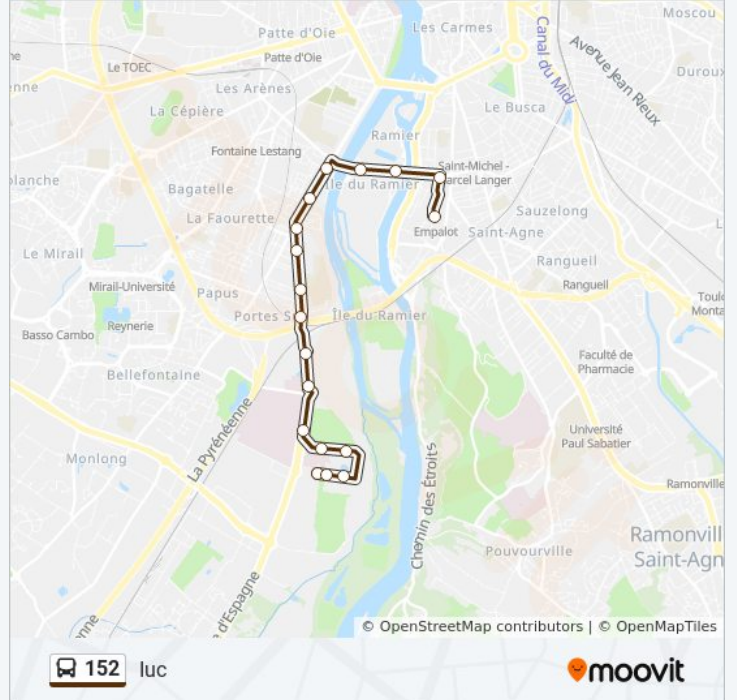 Moscou
Patte d'Oie
Les Carmes
Patte d'Oie
Le TOEC
Canal du Midi
Avenue Jean Rieux
Les Arènes
La Cépière
Le Busca
Ramier
Fontaine Lestang
Saint-Michel -
arcel Langer
Île du Ramier
Bagatelle
La Faourette
Sauzelong
Empalot
Saint-Agne
Le Mirail
Rangueil
Mirail-Université
Papus
Rangueil
Portes S
Île du Ramier
Reynerie
Basso Cambo
Bellefontaine
Faculté de
Pharmacie
La Pyrénéenne
Université
Paul Sabatier
Monlong
Chemin des Étroits
Ramonville
Ramonvill
Saint-Agn
Pouvourville
e d'Espagne
© OpenStreetMap contributors | © OpenMapTiles
152 luc
moovit